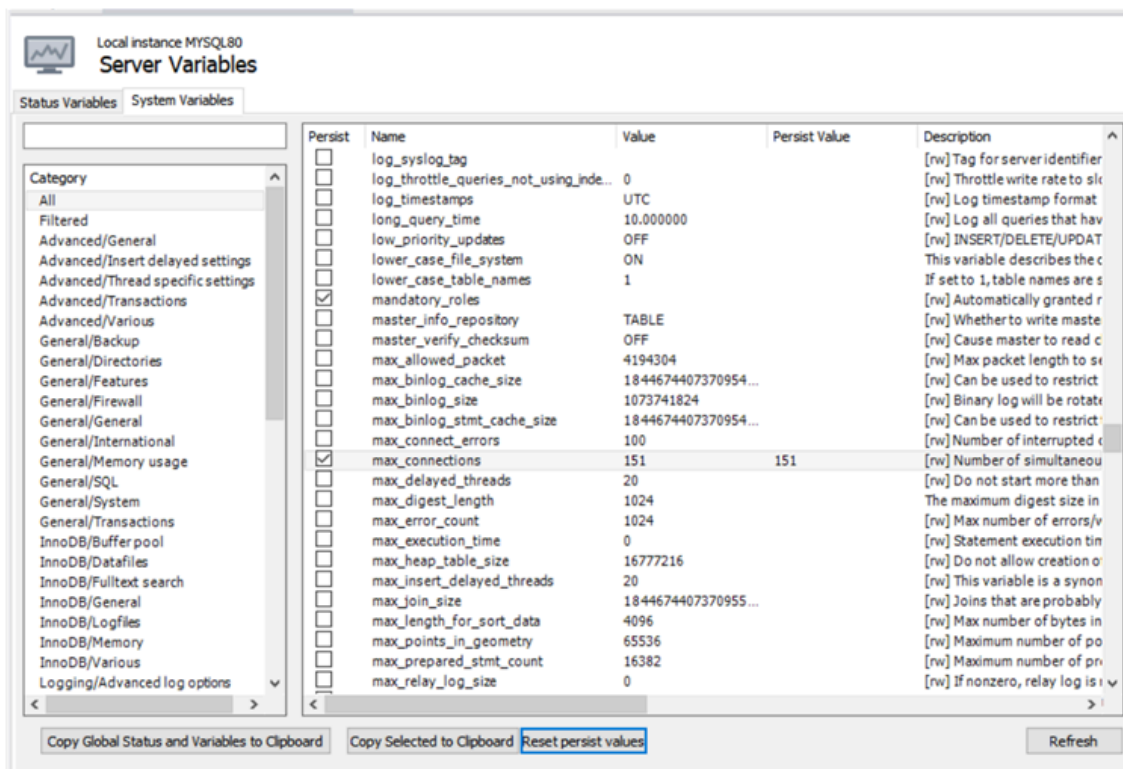 Local instance MYSQL80
Server Variables
Status Variables System Variables
Category
All
Filtered
Advanced/General
Advanced/Insert delayed settings
Advanced/Thread specific settings
Advanced/Transactions
Advanced/Various
General/Backup
General/Directories
General/Features
General/Firewall
General/General
General/International
General/Memory usage
General/SQL
General/System
General/Transactions
InnoDB/Buffer pool
InnoDB/Datafiles
InnoDB/Fulltext search
InnoDB/General
InnoDB/Logfiles
InnoDB/Memory
InnoDB/Various
Logging/Advanced log options
Persist Name Value Persist Value Description
log_syslog_tag [rw] Tag for server identifier
log_throttle_queries_not_using_inde... 0 [rw] Throttle write rate to slo
log_timestamps UTC [rw] Log timestamp format
long_query_time 10.000000 [rw] Log all queries that hav
low_priority_updates OFF [rw] INSERT/DELETE/UPDAT
lower_case_file_system ON This variable describes the c
lower_case_table_names 1 If set to 1, table names are s
mandatory_roles [rw] Automatically granted r
master_info_repository TABLE [rw] Whether to write maste
master_verify_checksum OFF [rw] Cause master to read c
max_allowed_packet 4194304 [rw] Max packet length to se
max_binlog_cache_size 1844674407370954... [rw] Can be used to restrict
max_binlog_size 1073741824 [rw] Binary log will be rotate
max_binlog_stmt_cache_size 1844674407370954... [rw] Can be used to restrict
max_connect_errors 100 [rw] Number of interrupted c
max_connections 151 151 [rw] Number of simultaneou
max_delayed_threads 20 [rw] Do not start more than
max_digest_length 1024 The maximum digest size in
max_error_count 1024 [rw] Max number of errors/w
max_execution_time 0 [rw] Statement execution tim
max_heap_table_size 16777216 [rw] Do not allow creation o
max_insert_delayed_threads 20 [rw] This variable is a synon
max_join_size 1844674407370955... [rw] Joins that are probably
max_length_for_sort_data 4096 [rw] Max number of bytes in
max_points_in_geometry 65536 [rw] Maximum number of po
max_prepared_stmt_count 16382 [rw] Maximum number of pre
max_relay_log_size 0 [rw] If nonzero, relay log is
Copy Global Status and Variables to Clipboard Copy Selected to Clipboard Reset persist values Refresh